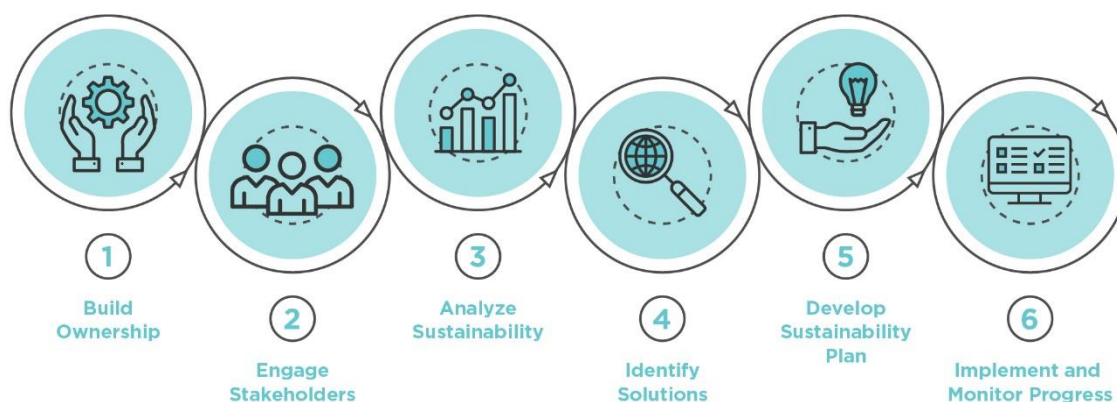 1
Build
Ownership
2
Engage
Stakeholders
3
Analyze
Sustainability
4
Identify
Solutions
5
Develop
Sustainability
Plan
6
Implement and
Monitor Progress